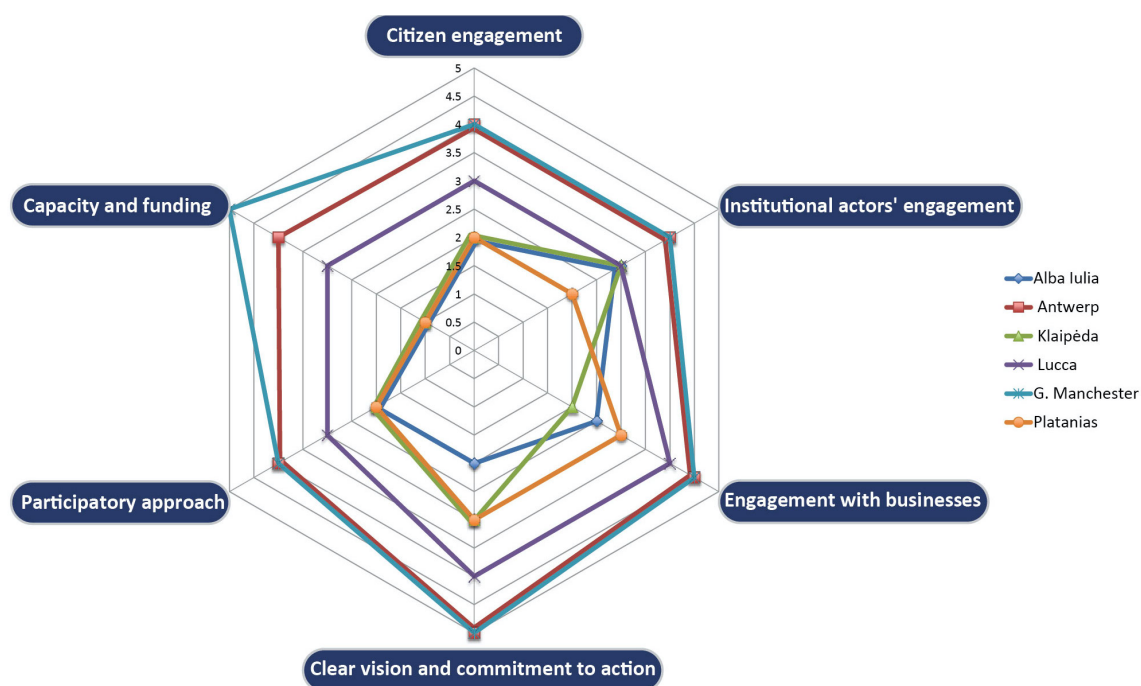 Citizen engagement
5
4.5
4
3.5
3
2.5
2
1.5
1
0.5
0
Capacity and funding
Institutional actors' engagement
Alba Iulia
Antwerp
Klaipėda
Lucca
G. Manchester
Platanias
Participatory approach
Engagement with businesses
Clear vision and commitment to action